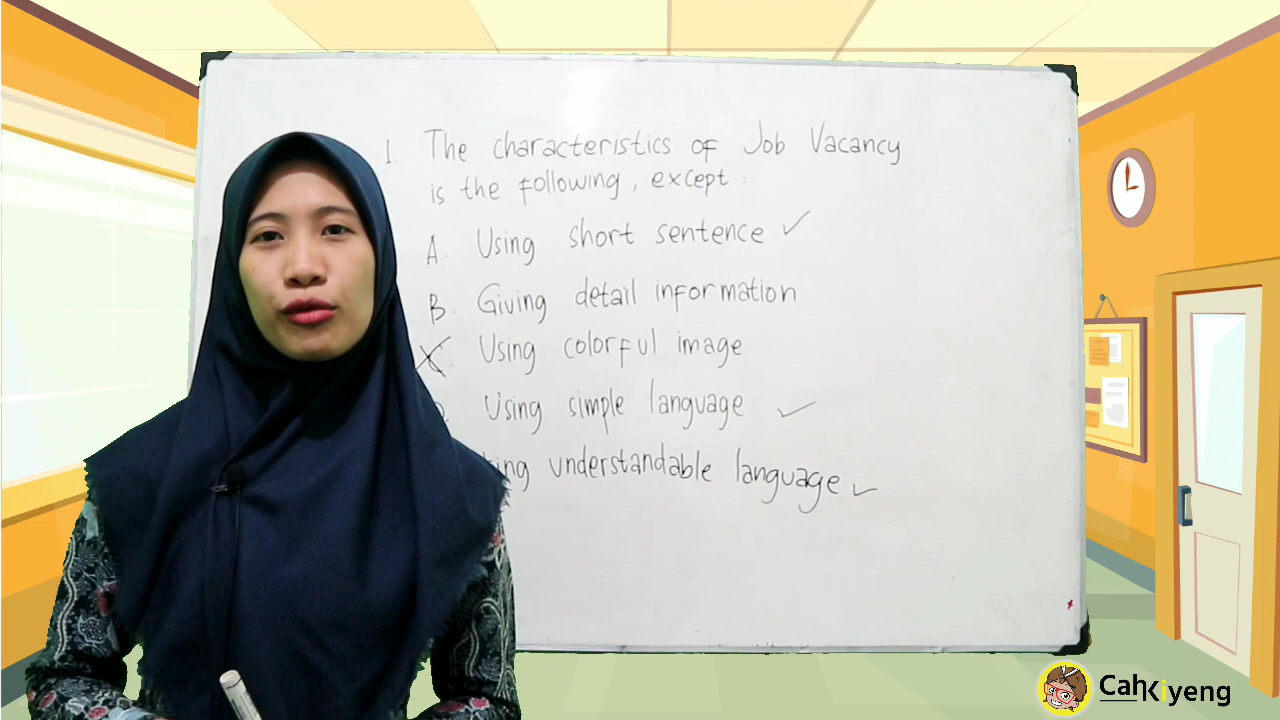 1. The characteristics of Job Vacancy
is the following, except :
A. Using short sentence ✓
B. Giving detail information
Using colorful image
Using simple language ✓
understandable language ✓
CahKiyeng